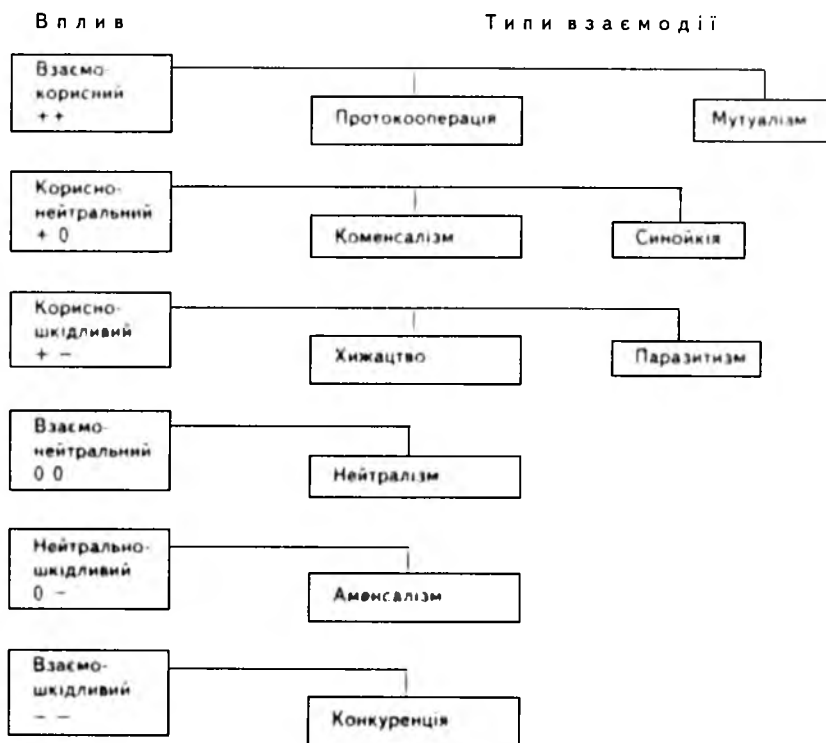 Вплив
Типи взаємодії
Взаємо-
корисний
+ +
Протокооперація
Мутуалізм
Корисно-
нейтральний
+ 0
Коменсалізм
Синойкія
Корисно-
шкідливий
+ −
Хижацтво
Паразитизм
Взаємо-
нейтральний
0 0
Нейтралізм
Нейтрально-
шкідливий
0 −
Аменсалізм
Взаємо-
шкідливий
− −
Конкуренція